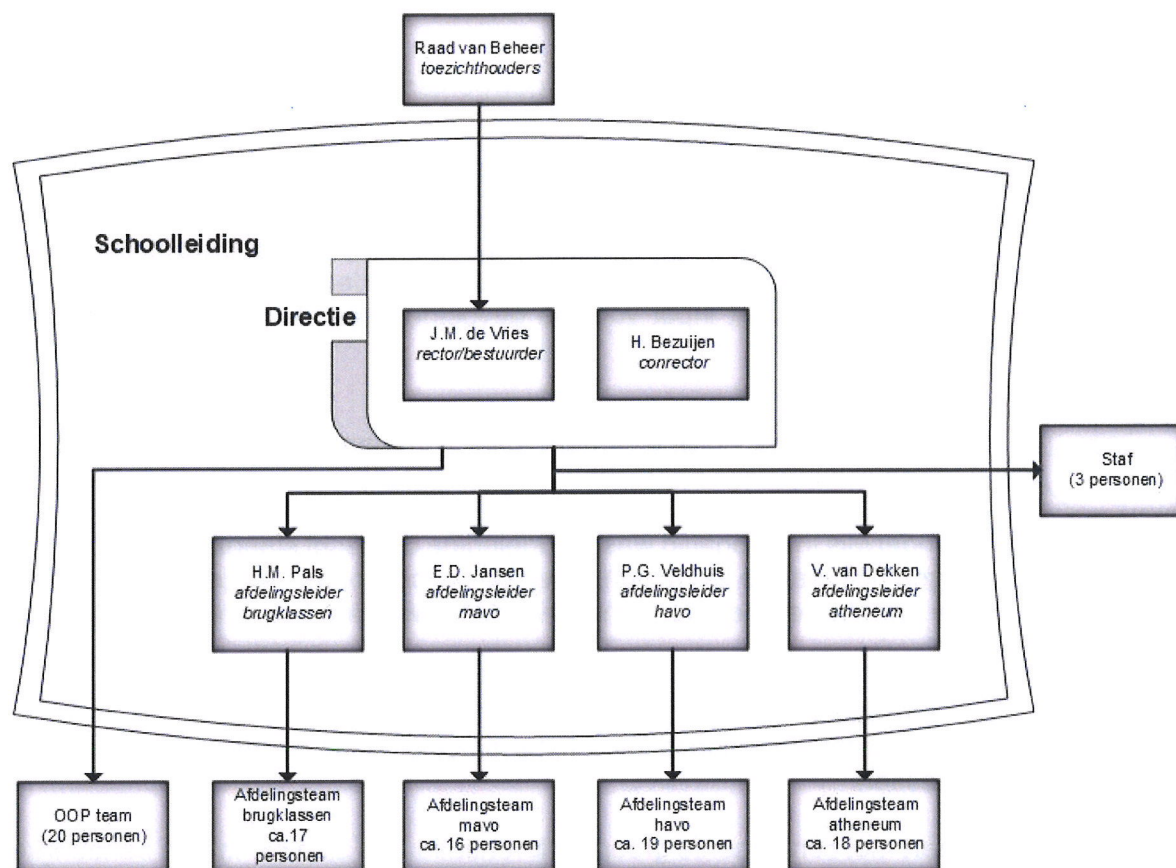 Raad van Beheer
toezichthouders
Schoolleiding
Directie
J.M. de Vries
rector/bestuurder
H. Bezuijen
conrector
Staf
(3 personen)
H.M. Pals
afdelingsleider
brugklassen
E.D. Jansen
afdelingsleider
mavo
P.G. Veldhuis
afdelingsleider
havo
V. van Dekken
afdelingsleider
atheneum
OOP team
(20 personen)
Afdelingsteam
brugklassen
ca.17
personen
Afdelingsteam
mavo
ca. 16 personen
Afdelingsteam
havo
ca. 19 personen
Afdelingsteam
atheneum
ca. 18 personen